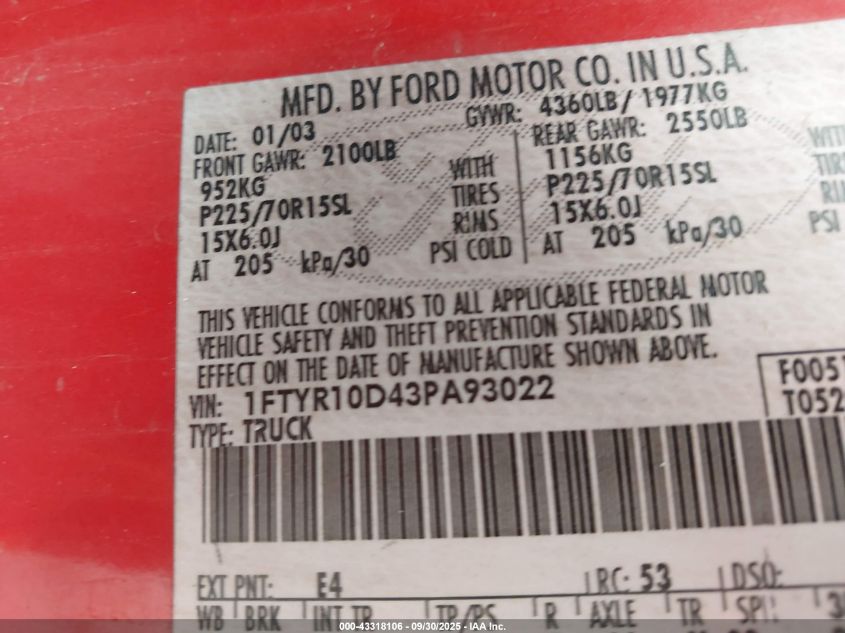 MFD. BY FORD MOTOR CO. IN U.S.A.
DATE: 01/03 GVWR: 4360LB / 1977KG
FRONT GAWR: 2100LB REAR GAWR: 2550LB
952KG WITH 1156KG WITH
P225/70R15SL TIRES P225/70R15SL
15X6.0J RIMS 15X6.0J
AT 205 kPa/30 PSI COLD AT 205 kPa/30 PSI
THIS VEHICLE CONFORMS TO ALL APPLICABLE FEDERAL MOTOR
VEHICLE SAFETY AND THEFT PREVENTION STANDARDS IN
EFFECT ON THE DATE OF MANUFACTURE SHOWN ABOVE.
VIN: 1FTYR10D43PA93022 F005
TYPE: TRUCK T052
EXT PNT: E4 RC: 53 DSO:
WB BRK INT TR TP/PS R AXLE TR SPR
000-43318106 - 09/30/2025 - IAA Inc.